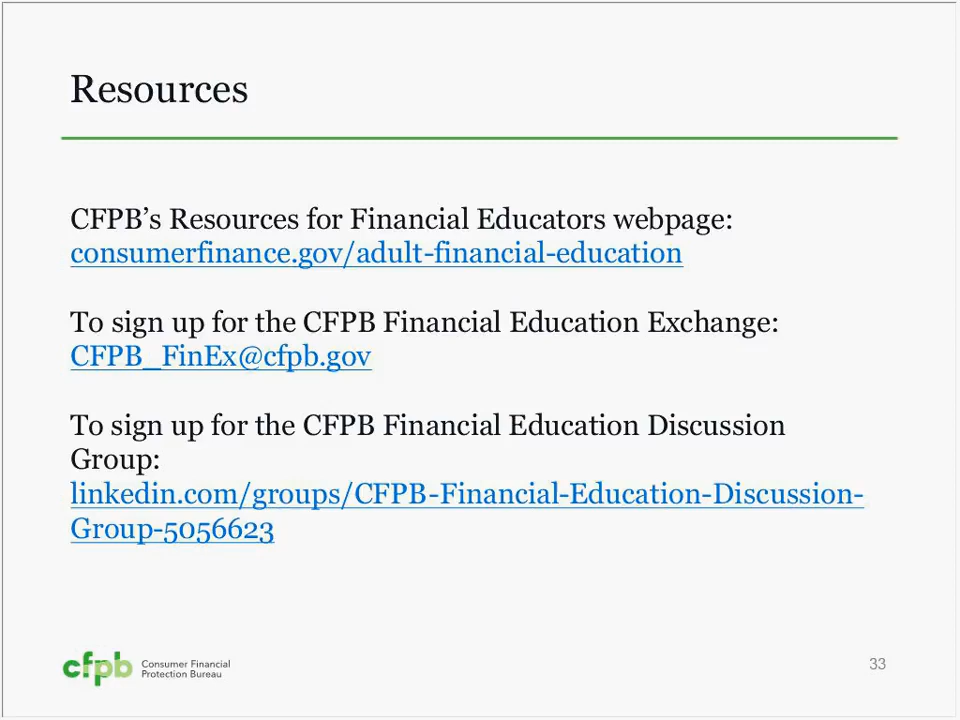 Resources
CFPB’s Resources for Financial Educators webpage:
consumerfinance.gov/adult-financial-education
To sign up for the CFPB Financial Education Exchange:
CFPB_FinEx@cfpb.gov
To sign up for the CFPB Financial Education Discussion
Group:
linkedin.com/groups/CFPB-Financial-Education-Discussion-
Group-5056623
cfpb
Consumer Financial
Protection Bureau
33